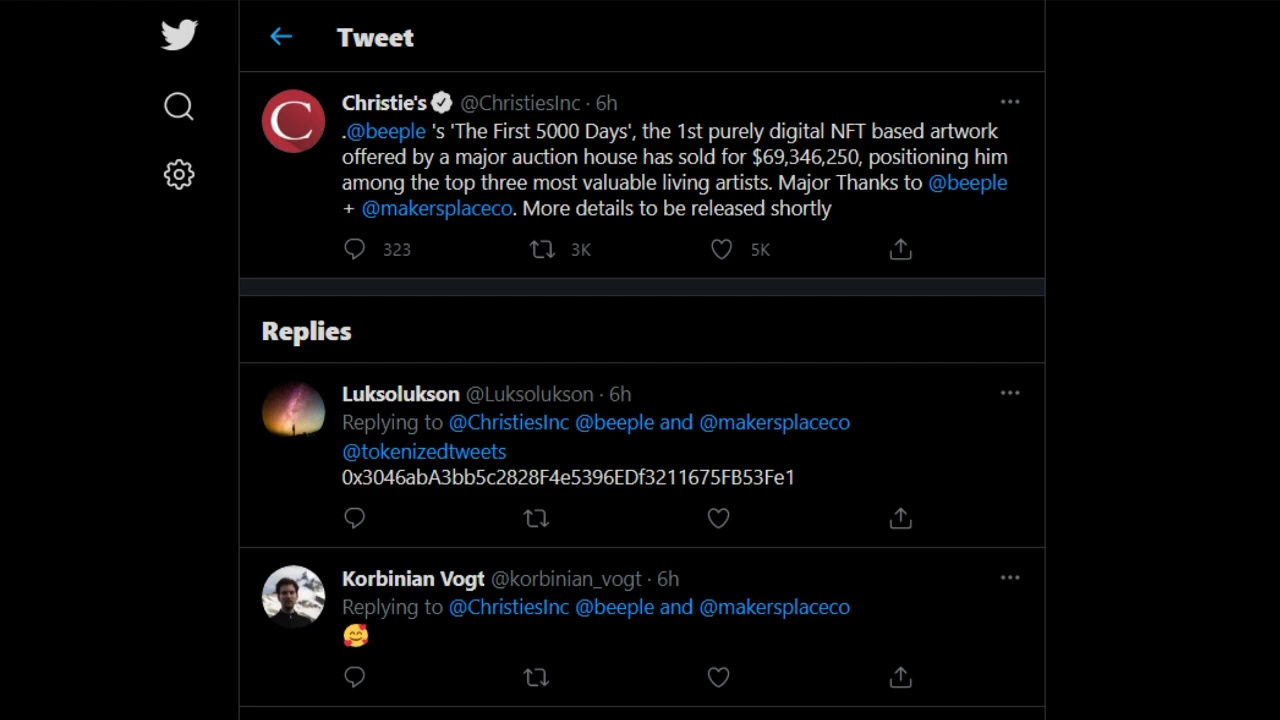 Tweet
Christie's @ChristiesInc · 6h
.@beeple 's 'The First 5000 Days', the 1st purely digital NFT based artwork
offered by a major auction house has sold for $69,346,250, positioning him
among the top three most valuable living artists. Major Thanks to @beeple
+ @makersplaceco. More details to be released shortly
323 3K 5K
Replies
Luksolukson @Luksolukson · 6h
Replying to @ChristiesInc @beeple and @makersplaceco
@tokenizedtweets
0x3046abA3bb5c2828F4e5396EDf3211675FB53Fe1
Korbinian Vogt @korbinian_vogt · 6h
Replying to @ChristiesInc @beeple and @makersplaceco
🥰